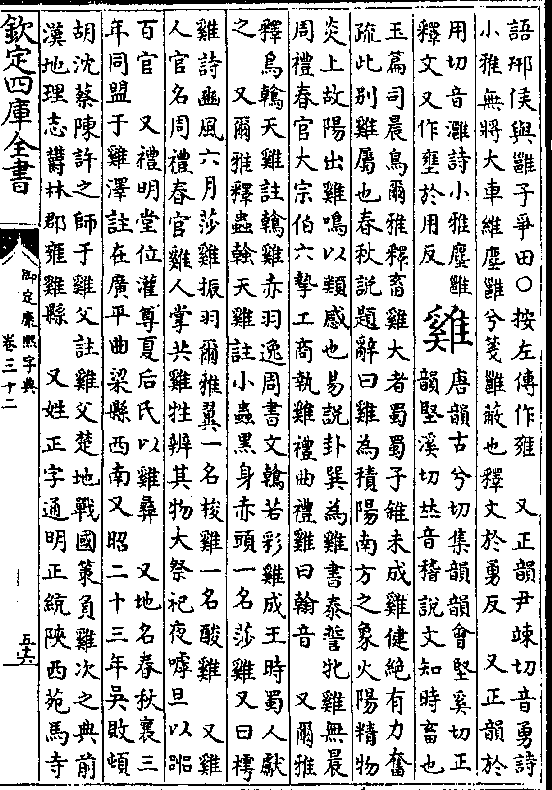 語郉侯與雝子爭田○按左傳作雍　又正韻尹竦切音勇詩
小雅無將大車維塵雝兮箋雝蔽也釋文於勇反　又正韻於
用切音灉詩小雅塵雝
釋文又作壅於用反
雞
唐韻古兮切集韻韻會堅奚切正
韻堅溪切𠀤音稽說文知時畜也
玉篇司晨鳥爾雅釋畜雞大者蜀蜀子雓未成雞僆絶有力奮
疏此别雞屬也春秋說題辭曰雞為積陽南方之象火陽精物
炎上故陽出雞鳴以類感也易說卦巽為雞書泰誓牝雞無晨
周禮春官大宗伯六摯工商執雞禮曲禮雞曰翰音　又爾雅
釋鳥鶾天雞註鶾雞赤羽逸周書文鶾若彩雞成王時蜀人獻
之　又爾雅釋蟲螒天雞註小蟲黑身赤頭一名莎雞又曰樗
雞詩豳風六月莎雞振羽爾雅翼一名梭雞一名酸雞　又雞
人官名周禮春官雞人掌共雞牲辨其物大祭祀夜嘑旦以嘂
百官　又禮明堂位灌尊夏后氏以雞彝　又地名春秋襄三
年同盟于雞澤註在廣平曲梁縣西南又昭二十三年吳敗頓
胡沈蔡陳許之師于雞父註雞父楚地戰國策負雞次之典前
漢地理志鬱林郡雍雞縣　又姓正字通明正統陝西苑馬寺
欽定四庫全書
御定康熙字典
卷三十二
五六